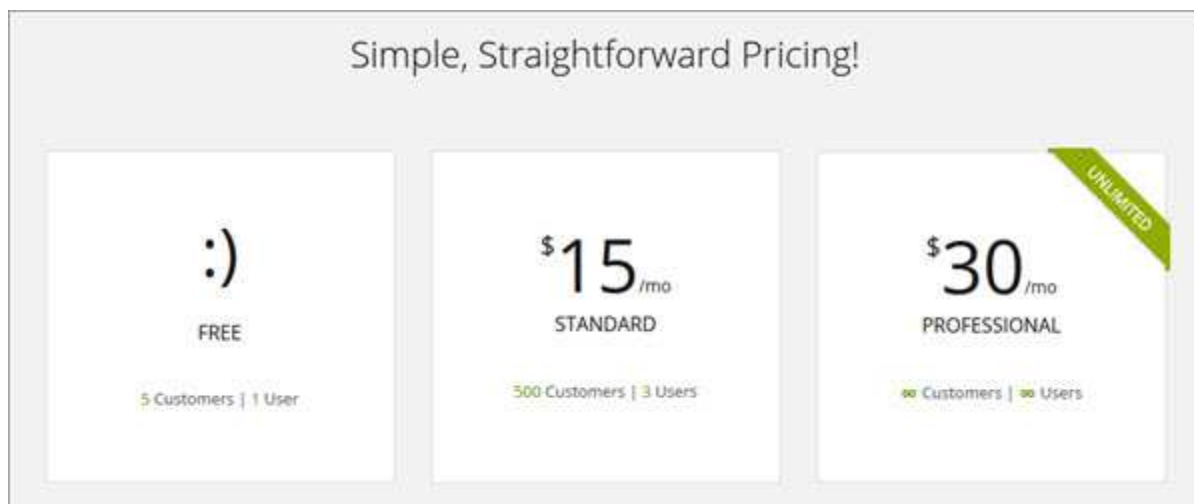 Simple, Straightforward Pricing!
:)
FREE
5 Customers | 1 User
$15/mo
STANDARD
500 Customers | 3 Users
UNLIMITED
$30/mo
PROFESSIONAL
∞ Customers | ∞ Users